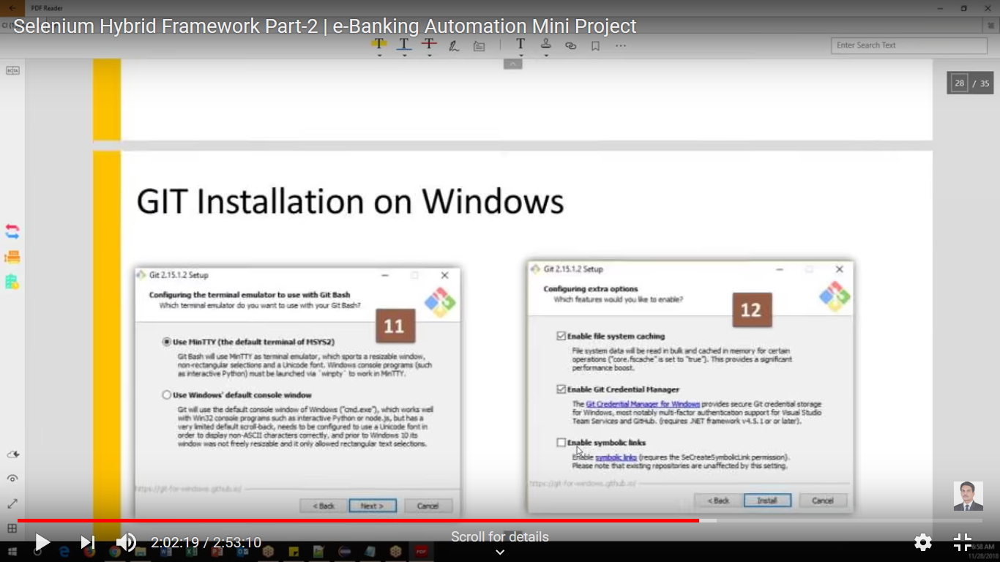 PDF Reader
Selenium Hybrid Framework Part-2 | e-Banking Automation Mini Project
Enter Search Text
28 / 35
GIT Installation on Windows
Git 2.15.1.2 Setup
Configuring the terminal emulator to use with Git Bash
Which terminal emulator do you want to use with your Git Bash?
11
Use MinTTY (the default terminal of MSYS2)
Git Bash will use MinTTY as terminal emulator, which sports a resizable window,
non-rectangular selections and a Unicode font. Windows console programs (such
as interactive Python) must be launched via `winpty` to work in MinTTY.
Use Windows' default console window
Git will use the default console window of Windows ("cmd.exe"), which works well
with Win32 console programs such as interactive Python or node.js, but has a
very limited default scroll-back, needs to be configured to use a Unicode font in
order to display non-ASCII characters correctly, and prior to Windows 10 its
window was not freely resizable and it only allowed rectangular text selections.
https://git-for-windows.github.io/
< Back
Next >
Cancel
Git 2.15.1.2 Setup
Configuring extra options
Which features would you like to enable?
12
Enable file system caching
File system data will be read in bulk and cached in memory for certain
operations ("core.fscache" is set to "true"). This provides a significant
performance boost.
Enable Git Credential Manager
The Git Credential Manager for Windows provides secure Git credential storage
for Windows, most notably multi-factor authentication support for Visual Studio
Team Services and GitHub. (requires .NET framework v4.5.1 or or later).
Enable symbolic links
Enable symbolic links (requires the SeCreateSymbolicLink permission).
Please note that existing repositories are unaffected by this setting.
https://git-for-windows.github.io/
< Back
Install
Cancel
2:02:19 / 2:53:10
Scroll for details
6:58 AM
11/28/2018